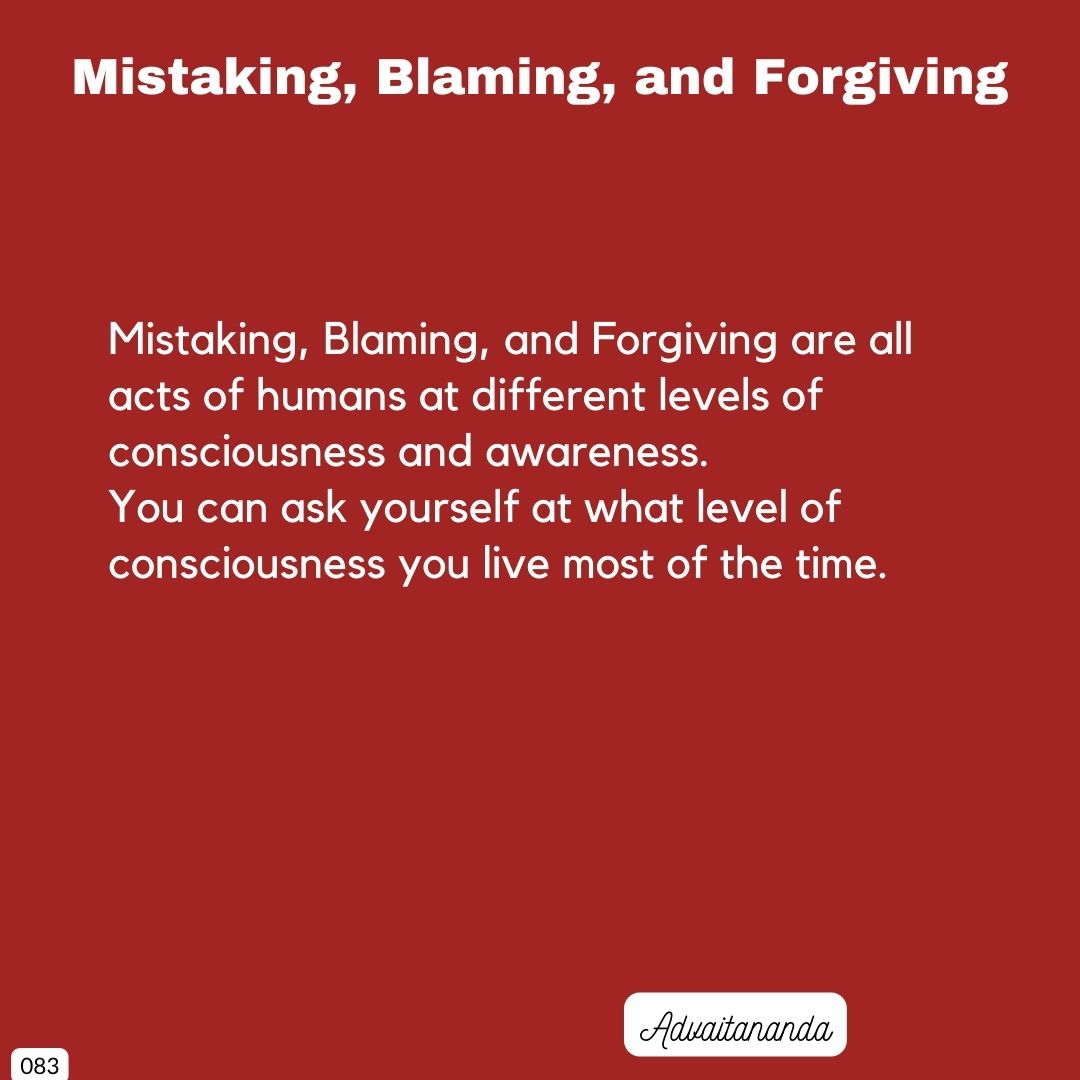 Mistaking, Blaming, and Forgiving
Mistaking, Blaming, and Forgiving are all
acts of humans at different levels of
consciousness and awareness.
You can ask yourself at what level of
consciousness you live most of the time.
Advaitananda
083